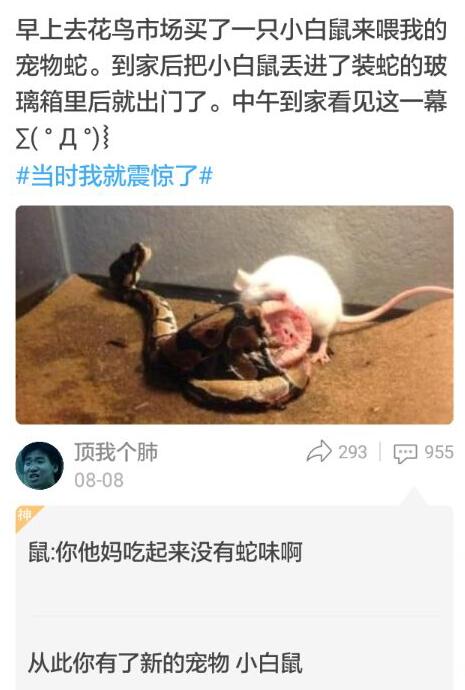 早上去花鸟市场买了一只小白鼠来喂我的
宠物蛇。到家后把小白鼠丢进了装蛇的玻
璃箱里后就出门了。中午到家看见这一幕
∑( ° Д °)⌇
#当时我就震惊了#
顶我个肺
293
955
08-08
神
鼠:你他妈吃起来没有蛇味啊
从此你有了新的宠物 小白鼠